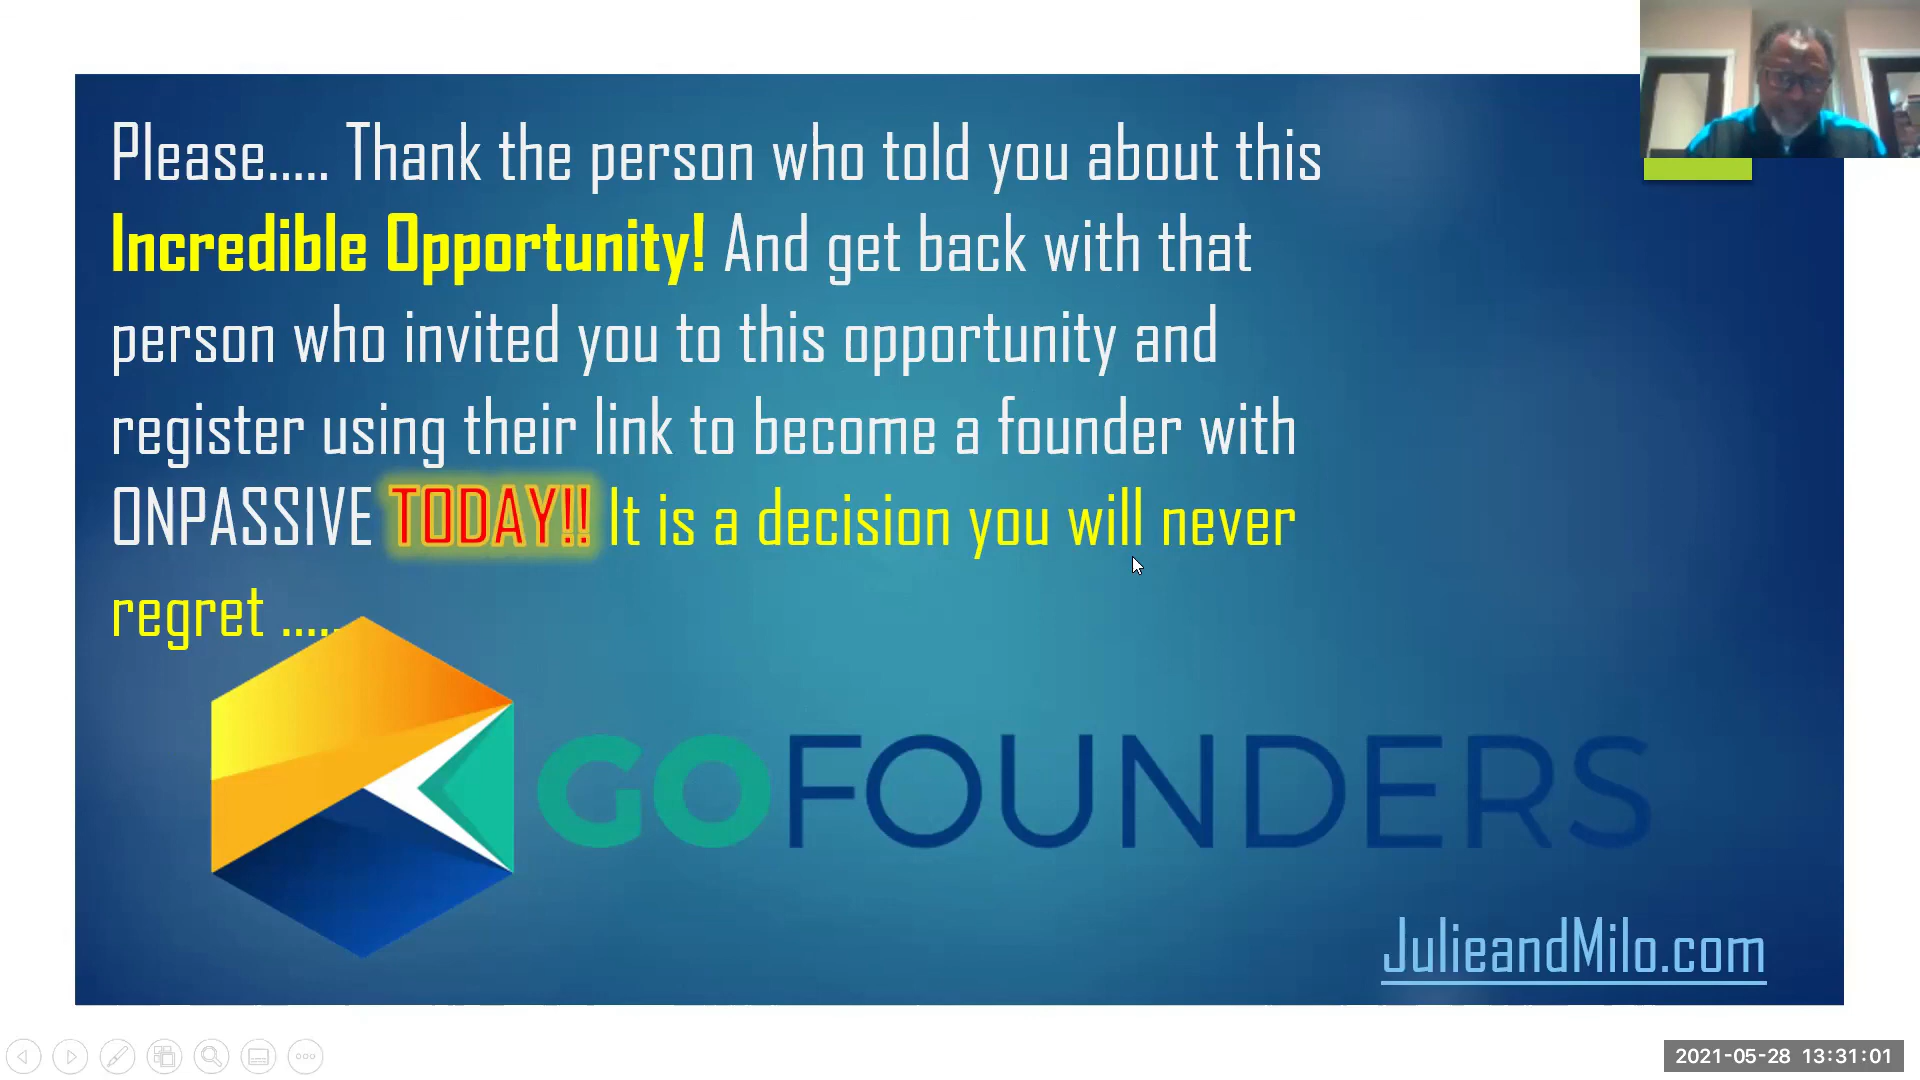 Please..... Thank the person who told you about this
Incredible Opportunity! And get back with that
person who invited you to this opportunity and
register using their link to become a founder with
ONPASSIVE TODAY!! It is a decision you will never
regret .....
GOFOUNDERS
JulieandMilo.com
2021-05-28 13:31:01